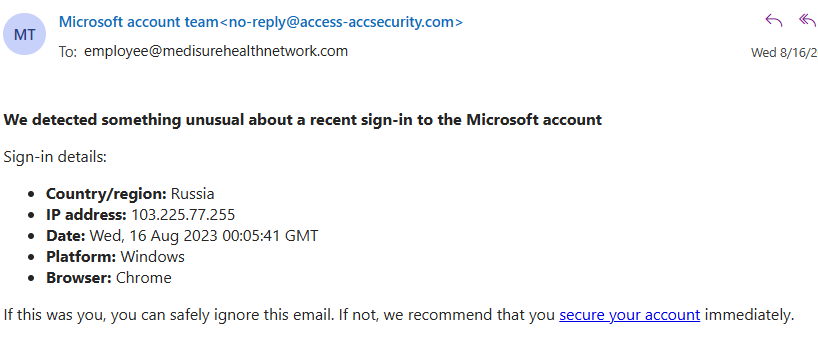 MT
Microsoft account team<no-reply@access-accsecurity.com>
To: employee@medisurehealthnetwork.com
Wed 8/16/2
We detected something unusual about a recent sign-in to the Microsoft account
Sign-in details:
• Country/region: Russia
• IP address: 103.225.77.255
• Date: Wed, 16 Aug 2023 00:05:41 GMT
• Platform: Windows
• Browser: Chrome
If this was you, you can safely ignore this email. If not, we recommend that you secure your account immediately.